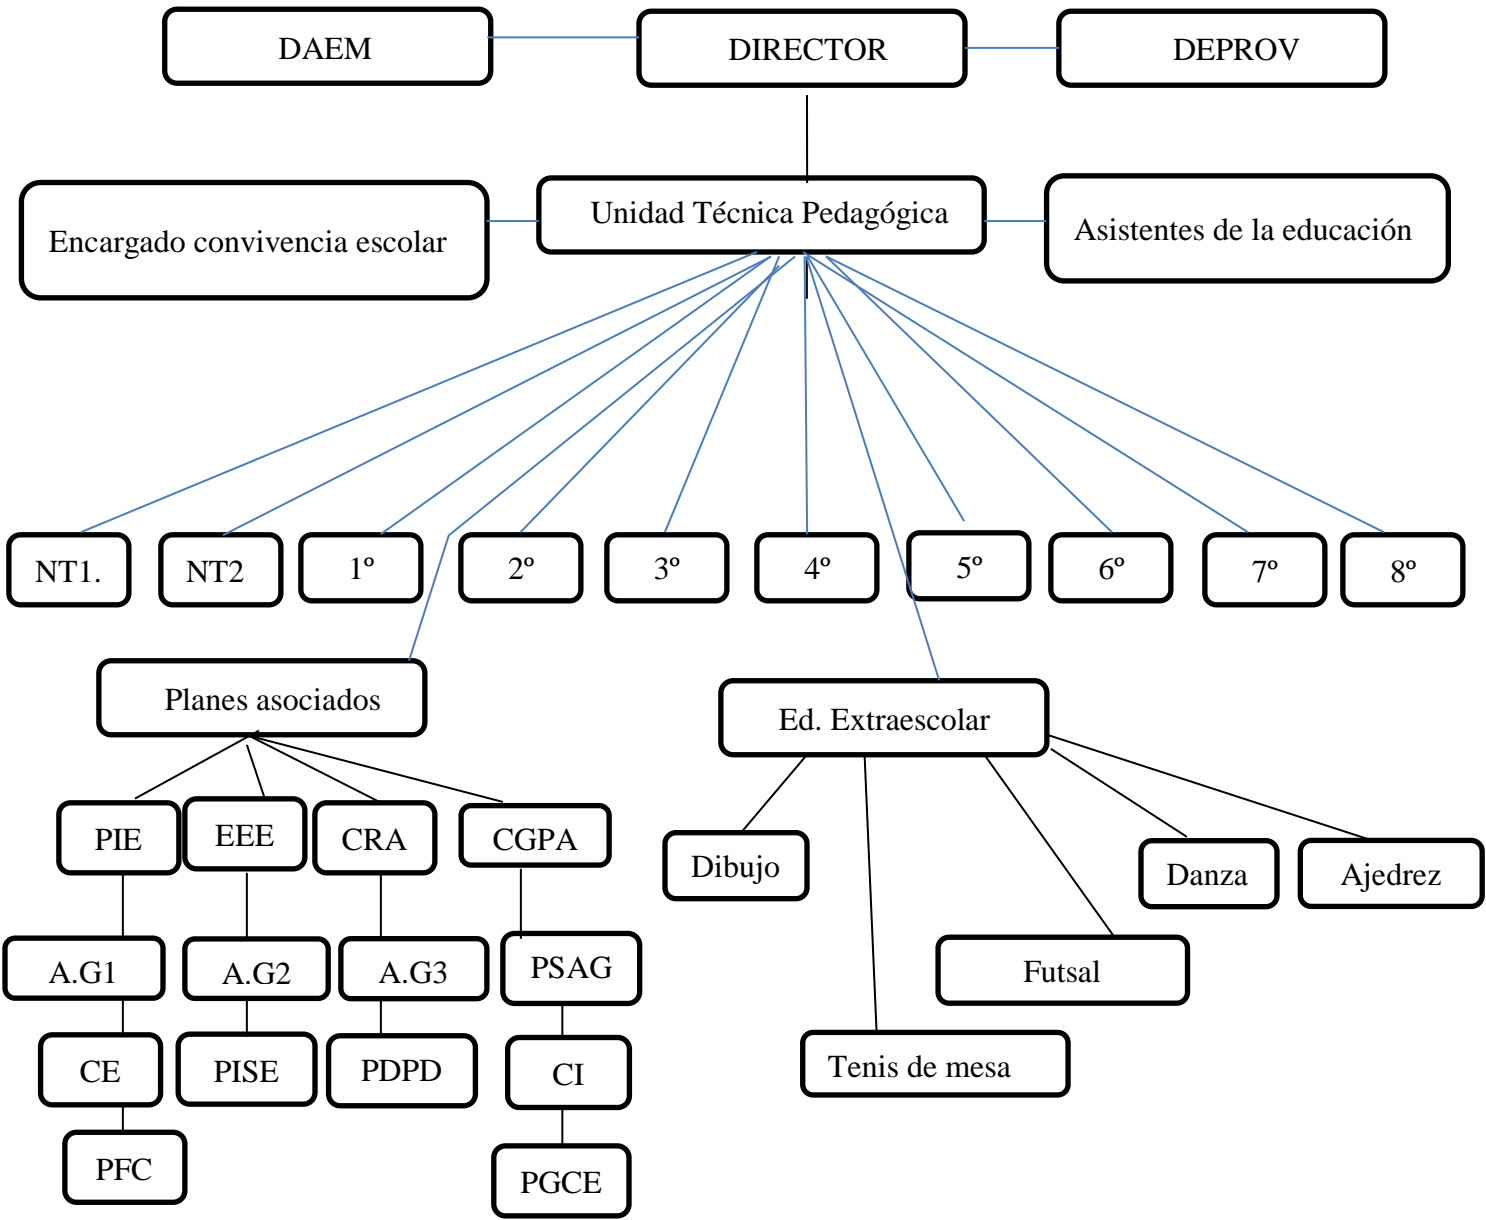 DAEM
DIRECTOR
DEPROV
Encargado convivencia escolar
Unidad Técnica Pedagógica
Asistentes de la educación
NT1.
NT2
1º
2º
3º
4º
5º
6º
7º
8º
Planes asociados
Ed. Extraescolar
PIE
EEE
CRA
CGPA
Dibujo
Danza
Ajedrez
A.G1
A.G2
A.G3
PSAG
Futsal
CE
PISE
PDPD
CI
Tenis de mesa
PFC
PGCE